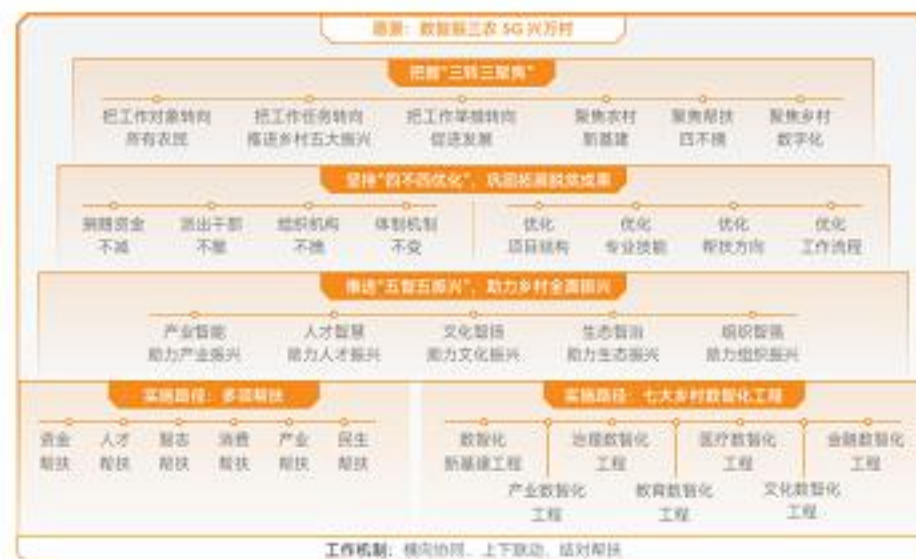 愿景：数智振三农 5G 兴万村
把握“三转三聚焦”
把工作对象转向 把工作任务转向 把工作举措转向 聚焦农村 聚焦帮扶 聚焦乡村
所有农民 推进乡村五大振兴 促进发展 新基建 四不摘 数字化
坚持“四不四优化”，巩固拓展脱贫成果
捐赠资金 派出干部 组织机构 体制机制 优化 优化 优化 优化
不减 不撤 不换 不变 项目结构 专业技能 帮扶方向 工作流程
推进“五智五振兴”，助力乡村全面振兴
产业智能 人才智慧 文化智扬 生态智治 组织智强
助力产业振兴 助力人才振兴 助力文化振兴 助力生态振兴 助力组织振兴
实施路径：多项帮扶 实施路径：七大乡村数智化工程
资金 人才 智志 消费 产业 民生 数智化 治理数智化 医疗数智化 金融数智化
帮扶 帮扶 帮扶 帮扶 帮扶 帮扶 新基建工程 工程 工程 工程
产业数智化 教育数智化 文化数智化
工程 工程 工程
工作机制：横向协同、上下联动、结对帮扶